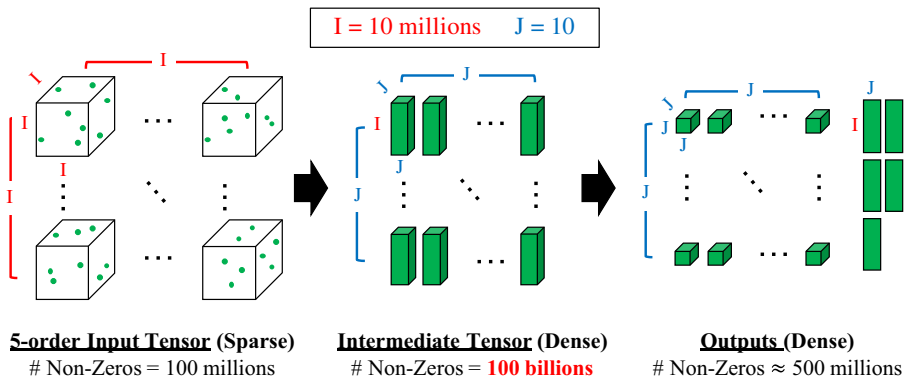 I = 10 millions J = 10
I
I
I
I
I
J
J
I
J
J
J
J
J
J
J
J
I
5-order Input Tensor (Sparse)
# Non-Zeros = 100 millions
Intermediate Tensor (Dense)
# Non-Zeros = 100 billions
Outputs (Dense)
# Non-Zeros ≈ 500 millions